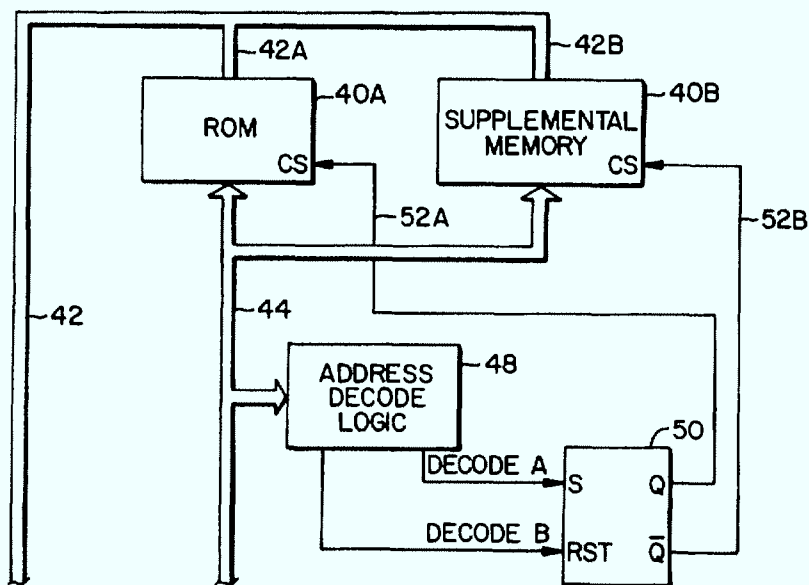 42A
42B
40A
40B
ROM
CS
SUPPLEMENTAL
MEMORY
CS
52A
52B
42
44
48
ADDRESS
DECODE
LOGIC
50
DECODE A
S
Q
DECODE B
RST
Q̅